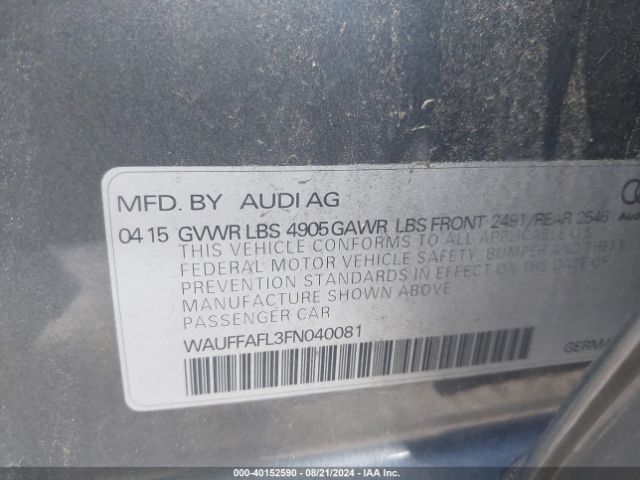 MFD. BY AUDI AG
04 15 GVWR LBS 4905 GAWR LBS FRONT 2491/REAR 2546
THIS VEHICLE CONFORMS TO ALL APPLICABLE U.S.
FEDERAL MOTOR VEHICLE SAFETY, BUMPER AND THEFT
PREVENTION STANDARDS IN EFFECT ON THE DATE OF
MANUFACTURE SHOWN ABOVE
PASSENGER CAR
WAUFFAFL3FN040081
000-40152590 - 08/21/2024 - IAA Inc.